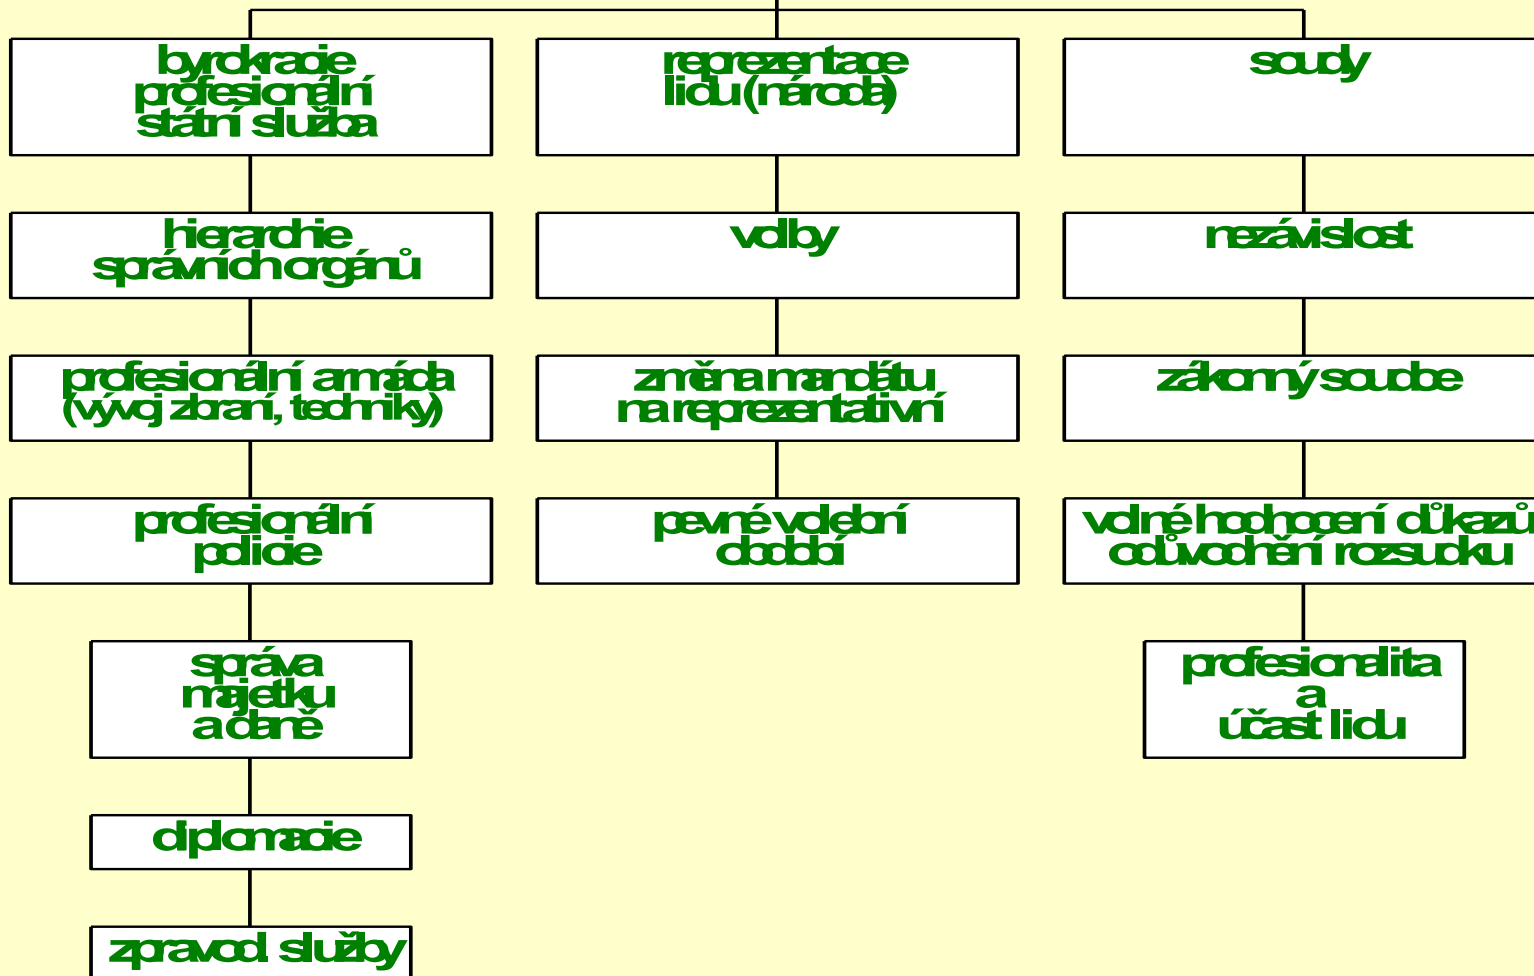 byrokracie
profesionální
státní služba
hierarchie
správních orgánů
profesionální armáda
(vývoj zbraní, techniky)
profesionální
policie
správa
majetku
a daně
diplomacie
zpravod. služby
reprezentace
lidu (národa)
volby
změna mandátu
na reprezentativní
pevné volební
období
soudy
nezávislost
zákonný soudce
volné hodnocení důkazů
odůvodnění rozsudku
profesionalita
a
účast lidu